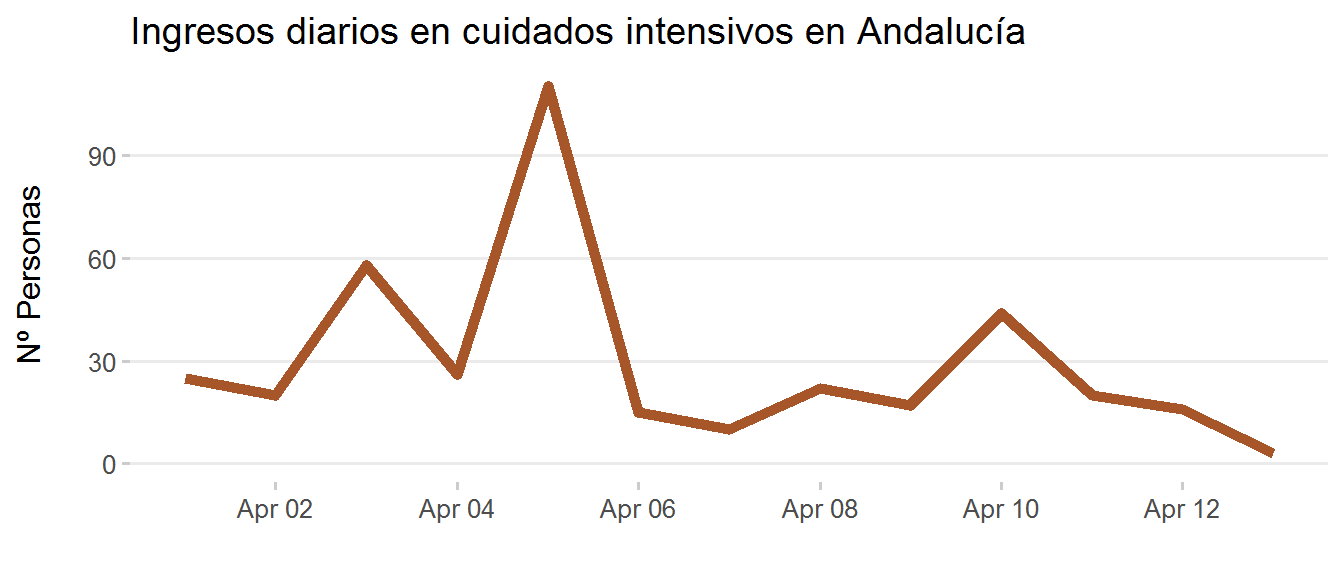 Ingresos diarios en cuidados intensivos en Andalucía
Nº Personas
90
60
30
0
Apr 02 Apr 04 Apr 06 Apr 08 Apr 10 Apr 12